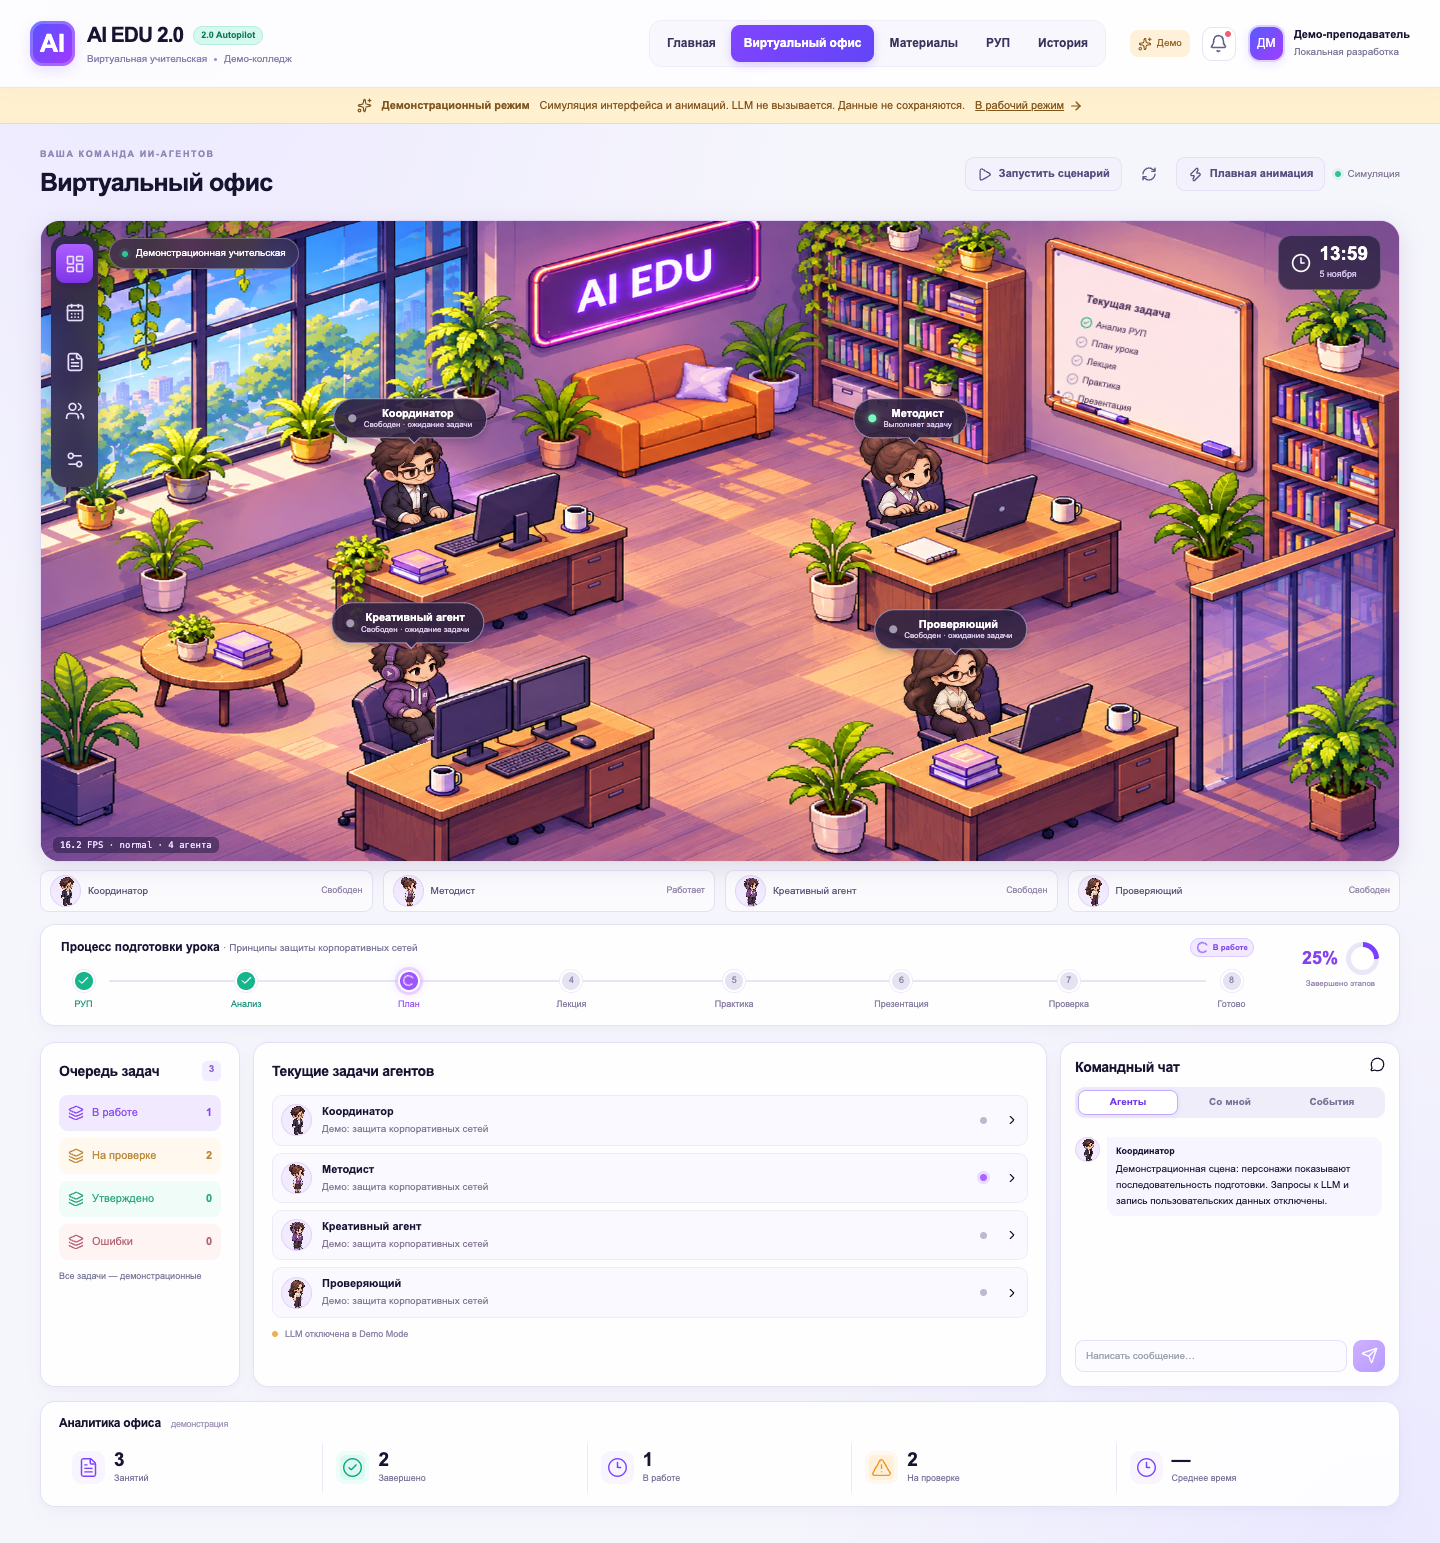 AI
AI EDU 2.0
2.0 Autopilot
Виртуальная учительская • Демо-колледж
Главная
Виртуальный офис
Материалы
РУП
История
Демо
ДМ
Демо-преподаватель
Локальная разработка
Демонстрационный режим Симуляция интерфейса и анимаций. LLM не вызывается. Данные не сохраняются. В рабочий режим →
ВАША КОМАНДА ИИ-АГЕНТОВ
Виртуальный офис
Запустить сценарий
Плавная анимация
Симуляция
Демонстрационная учительская
AI EDU
13:59
5 ноября
Текущая задача
Анализ РУП
План урока
Лекция
Практика
Презентация
Координатор
Свободен · ожидание задачи
Методист
Выполняет задачу
Креативный агент
Свободен · ожидание задачи
Проверяющий
Свободен · ожидание задачи
16.2 FPS · normal · 4 агента
Координатор Свободен
Методист Работает
Креативный агент Свободен
Проверяющий Свободен
Процесс подготовки урока · Принципы защиты корпоративных сетей
В работе
25%
Завершено этапов
4 5 6 7 8
РУП Анализ План Лекция Практика Презентация Проверка Готово
Очередь задач 3
В работе 1
На проверке 2
Утверждено 0
Ошибки 0
Все задачи — демонстрационные
Текущие задачи агентов
Координатор
Демо: защита корпоративных сетей
Методист
Демо: защита корпоративных сетей
Креативный агент
Демо: защита корпоративных сетей
Проверяющий
Демо: защита корпоративных сетей
LLM отключена в Demo Mode
Командный чат
Агенты Со мной События
Координатор
Демонстрационная сцена: персонажи показывают
последовательность подготовки. Запросы к LLM и
запись пользовательских данных отключены.
Написать сообщение...
Аналитика офиса демонстрация
3
Занятий
2
Завершено
1
В работе
2
На проверке
—
Среднее время